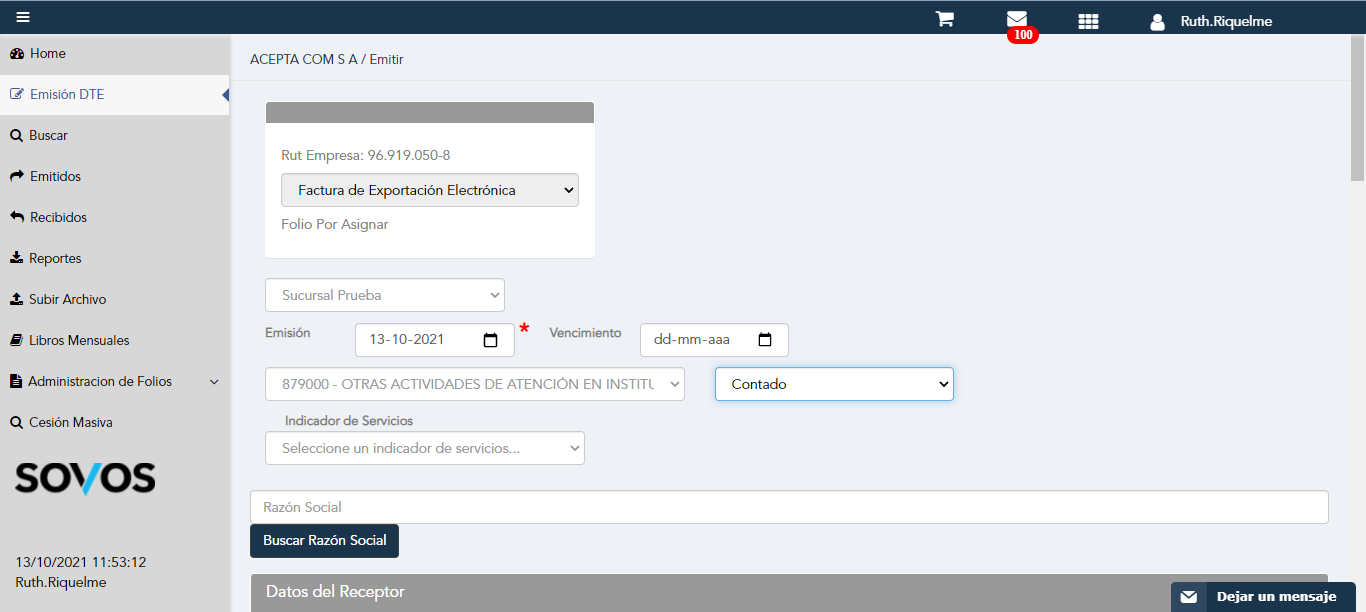 Ruth.Riquelme
100
Home
Emisión DTE
Buscar
Emitidos
Recibidos
Reportes
Subir Archivo
Libros Mensuales
Administracion de Folios
Cesión Masiva
SOVOS
13/10/2021 11:53:12
Ruth.Riquelme
ACEPTA COM S A / Emitir
Rut Empresa: 96.919.050-8
Factura de Exportación Electrónica
Folio Por Asignar
Sucursal Prueba
Emisión 13-10-2021 * Vencimiento dd-mm-aaa
879000 - OTRAS ACTIVIDADES DE ATENCIÓN EN INSTITU Contado
Indicador de Servicios
Seleccione un indicador de servicios...
Razón Social
Buscar Razón Social
Datos del Receptor
Dejar un mensaje